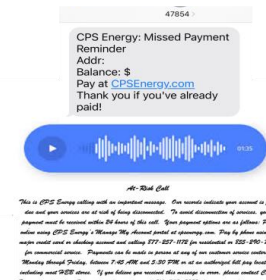 47854 >
CPS Energy: Missed Payment
Reminder
Addr:
Balance: $
Pay at CPSEnergy.com
Thank you if you've already
paid!
01:35
At-Risk Call
This is CPS Energy calling with an important message. Our records indicate your account is
due and your services are at risk of being disconnected. To avoid disconnection of services,
payment must be received within 24 hours of this call. Your payment options are as follows:
online using CPS Energy's Manage My Account portal at cpsenergy.com. Pay by phone
major credit card or checking account and calling 877-257-1172 for residential or
for commercial service. Payments can be made in person at any of our customer service
Monday through Friday, between 7:45 AM and 5:30 PM or at an authorized bill pay
including most HEB stores. If you believe you received this message in error, please contact